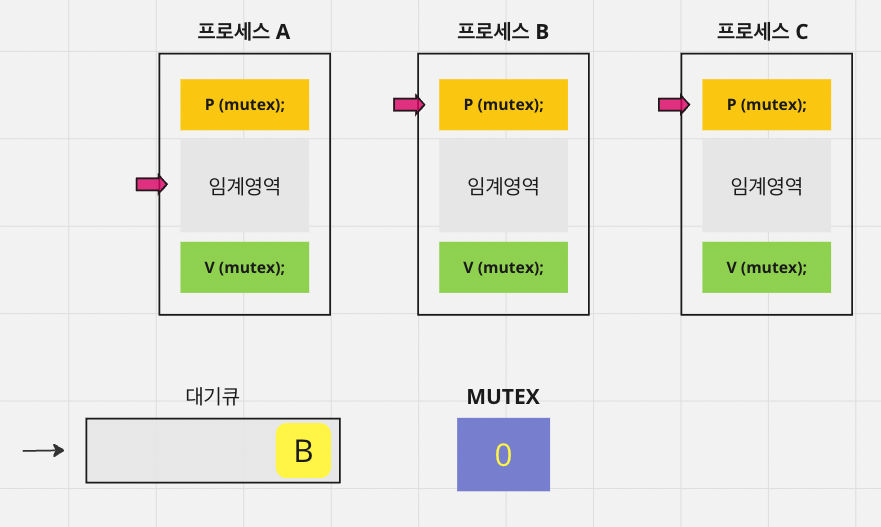 프로세스 A
프로세스 B
프로세스 C
P (mutex);
P (mutex);
P (mutex);
임계영역
임계영역
임계영역
V (mutex);
V (mutex);
V (mutex);
대기큐
MUTEX
B
0